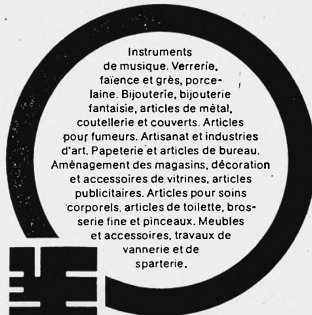 Instruments
de musique. Verrerie,
faïence et grès, porce-
laine. Bijouterie, bijouterie
fantaisie, articles de métal,
coutellerie et couverts. Articles
pour fumeurs. Artisanat et industries
d'art. Papeterie et articles de bureau.
Aménagement des magasins, décoration
et accessoires de vitrines, articles
publicitaires. Articles pour soins
corporels, articles de toilette, bros-
serie fine et pinceaux. Meubles
et accessoires, travaux de
vannerie et de
sparterie.